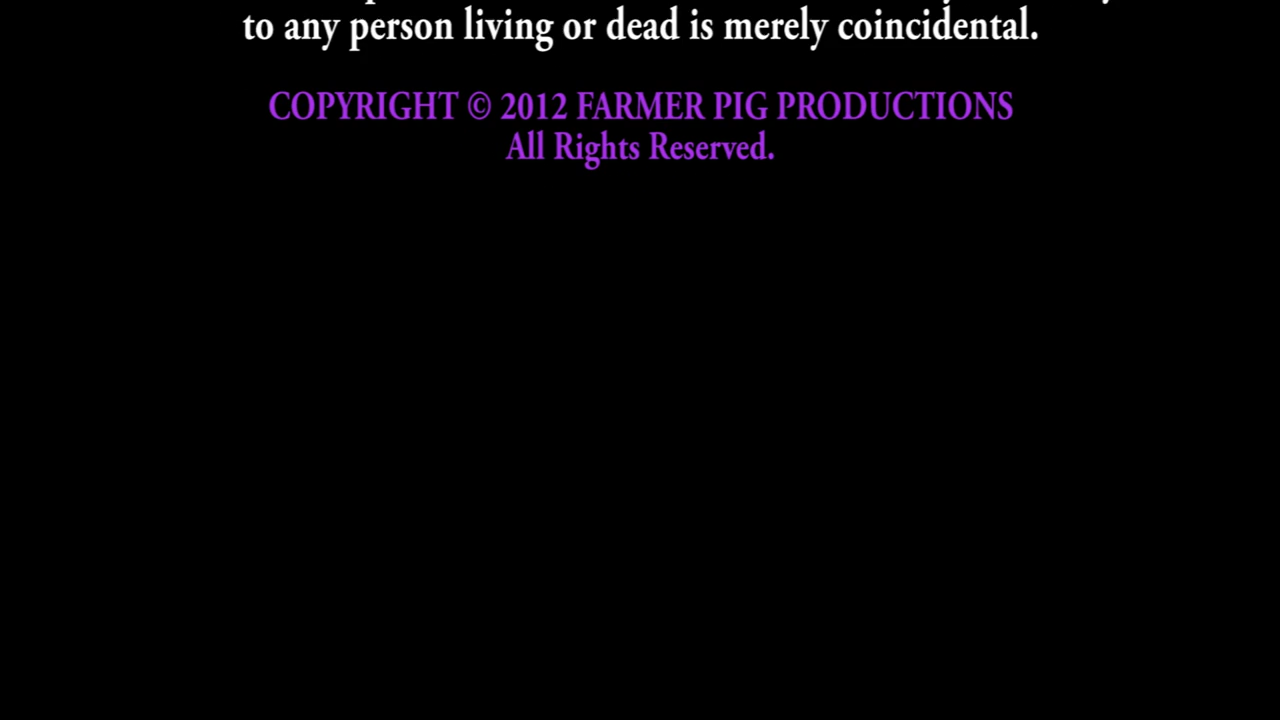 to any person living or dead is merely coincidental.
COPYRIGHT © 2012 FARMER PIG PRODUCTIONS
All Rights Reserved.